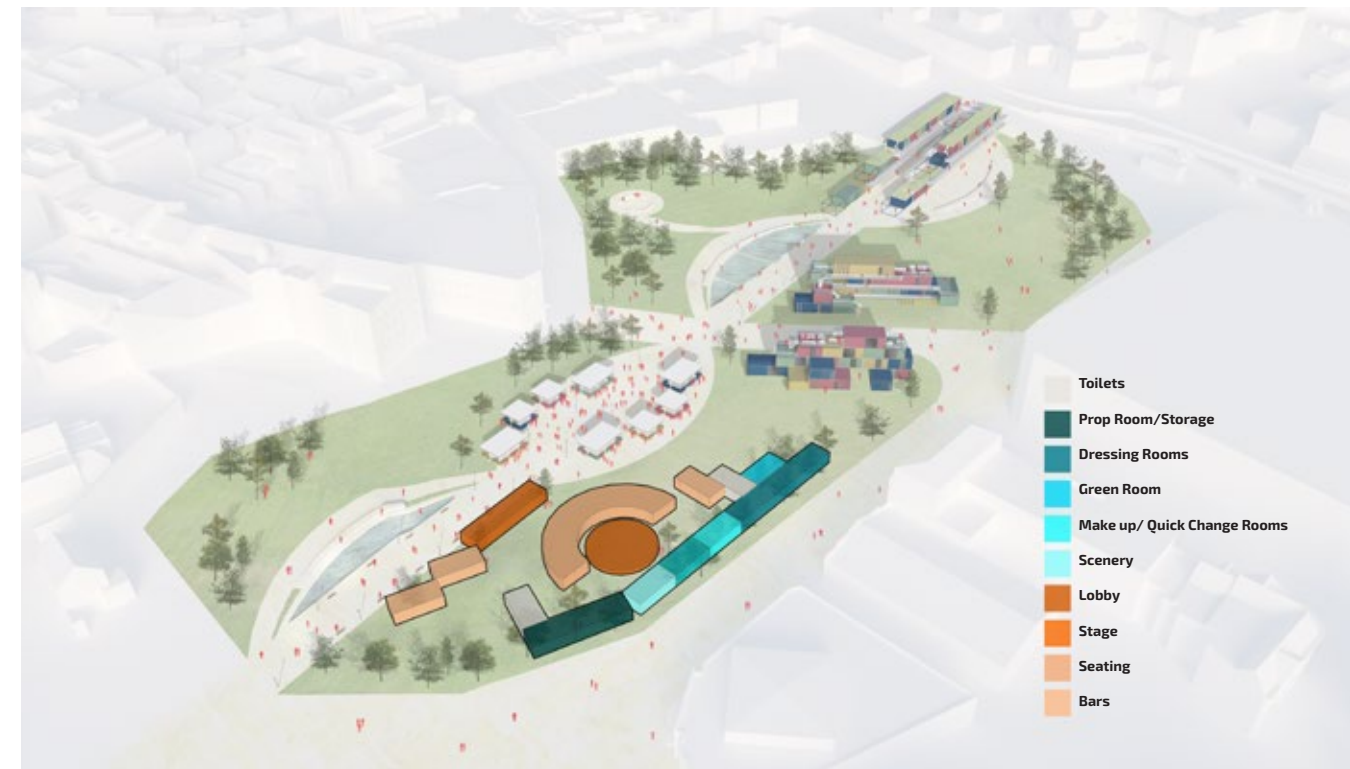 Toilets
Prop Room/Storage
Dressing Rooms
Green Room
Make up/ Quick Change Rooms
Scenery
Lobby
Stage
Seating
Bars